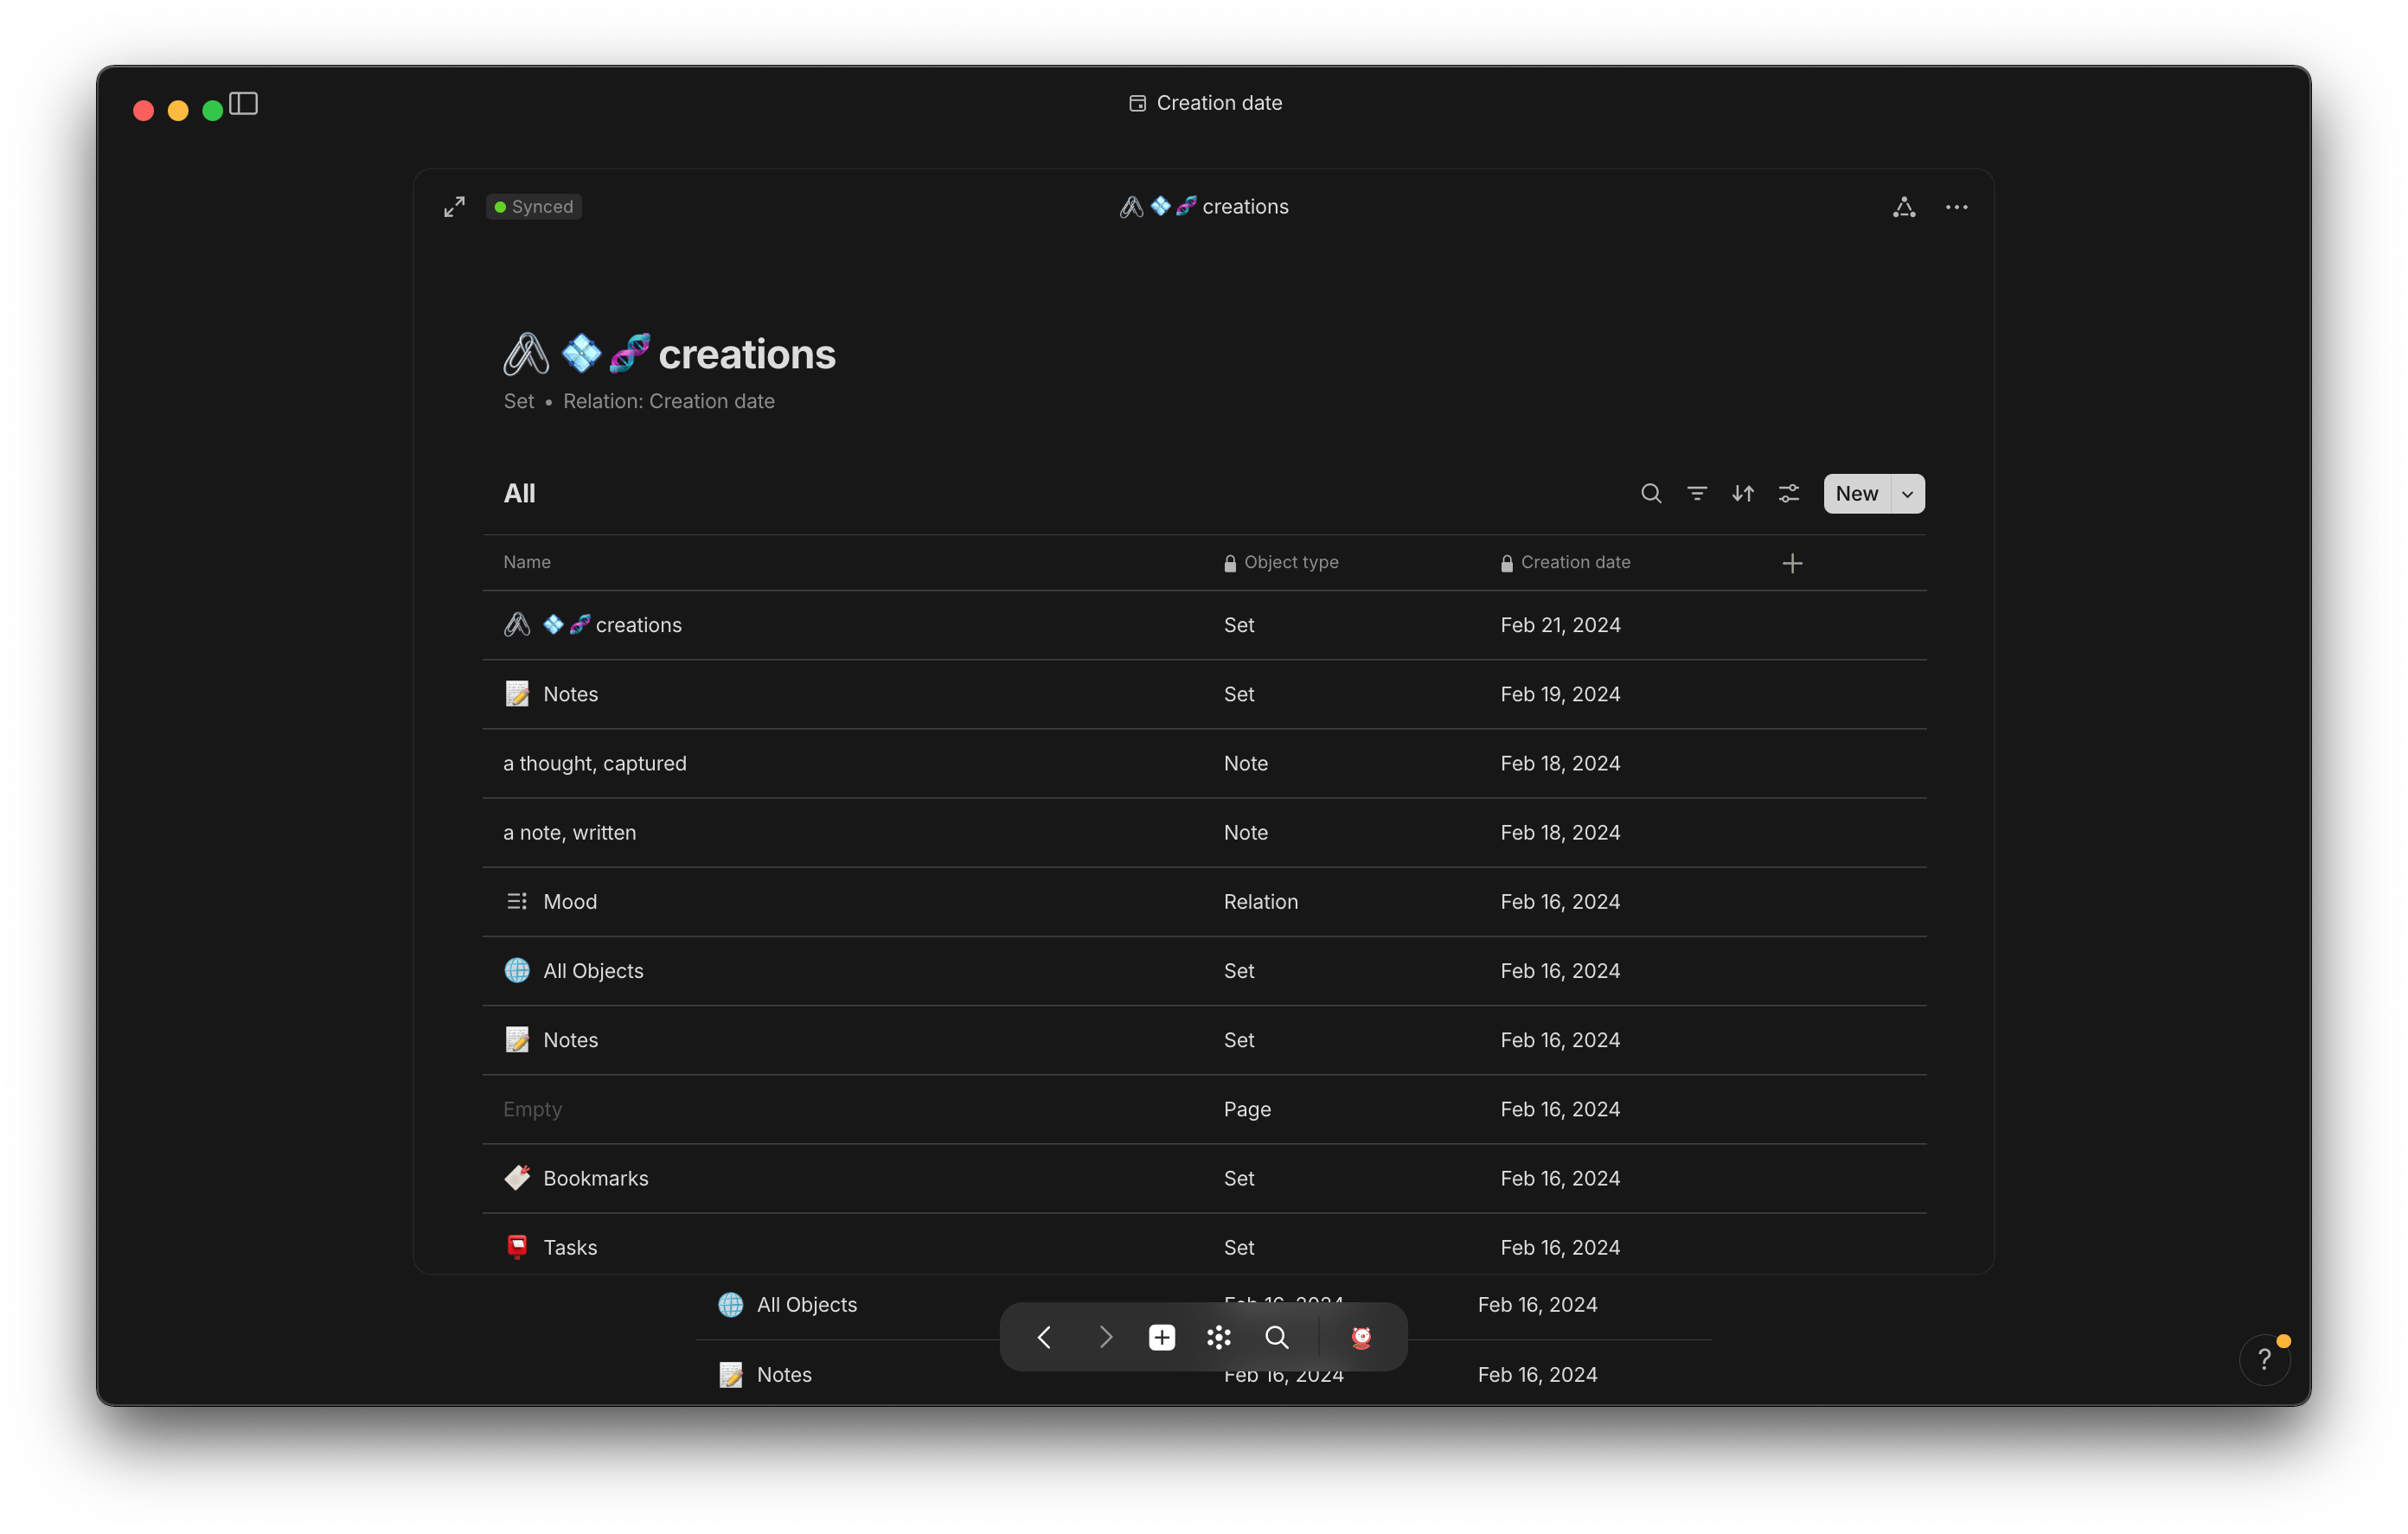 Creation date
Synced
creations
creations
Set • Relation: Creation date
All
New
Name Object type Creation date
creations Set Feb 21, 2024
Notes Set Feb 19, 2024
a thought, captured Note Feb 18, 2024
a note, written Note Feb 18, 2024
Mood Relation Feb 16, 2024
All Objects Set Feb 16, 2024
Notes Set Feb 16, 2024
Empty Page Feb 16, 2024
Bookmarks Set Feb 16, 2024
Tasks Set Feb 16, 2024
All Objects Feb 16, 2024 Feb 16, 2024
Notes Feb 16, 2024 Feb 16, 2024
?